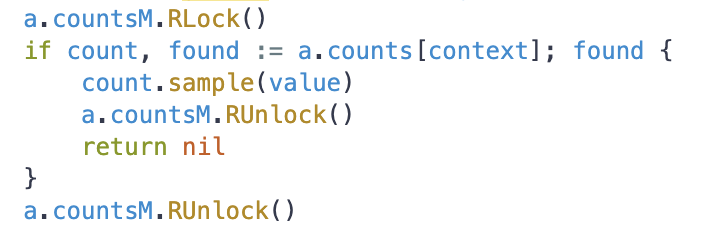 a.countsM.RLock()
if count, found := a.counts[context]; found {
    count.sample(value)
    a.countsM.RUnlock()
    return nil
}
a.countsM.RUnlock()